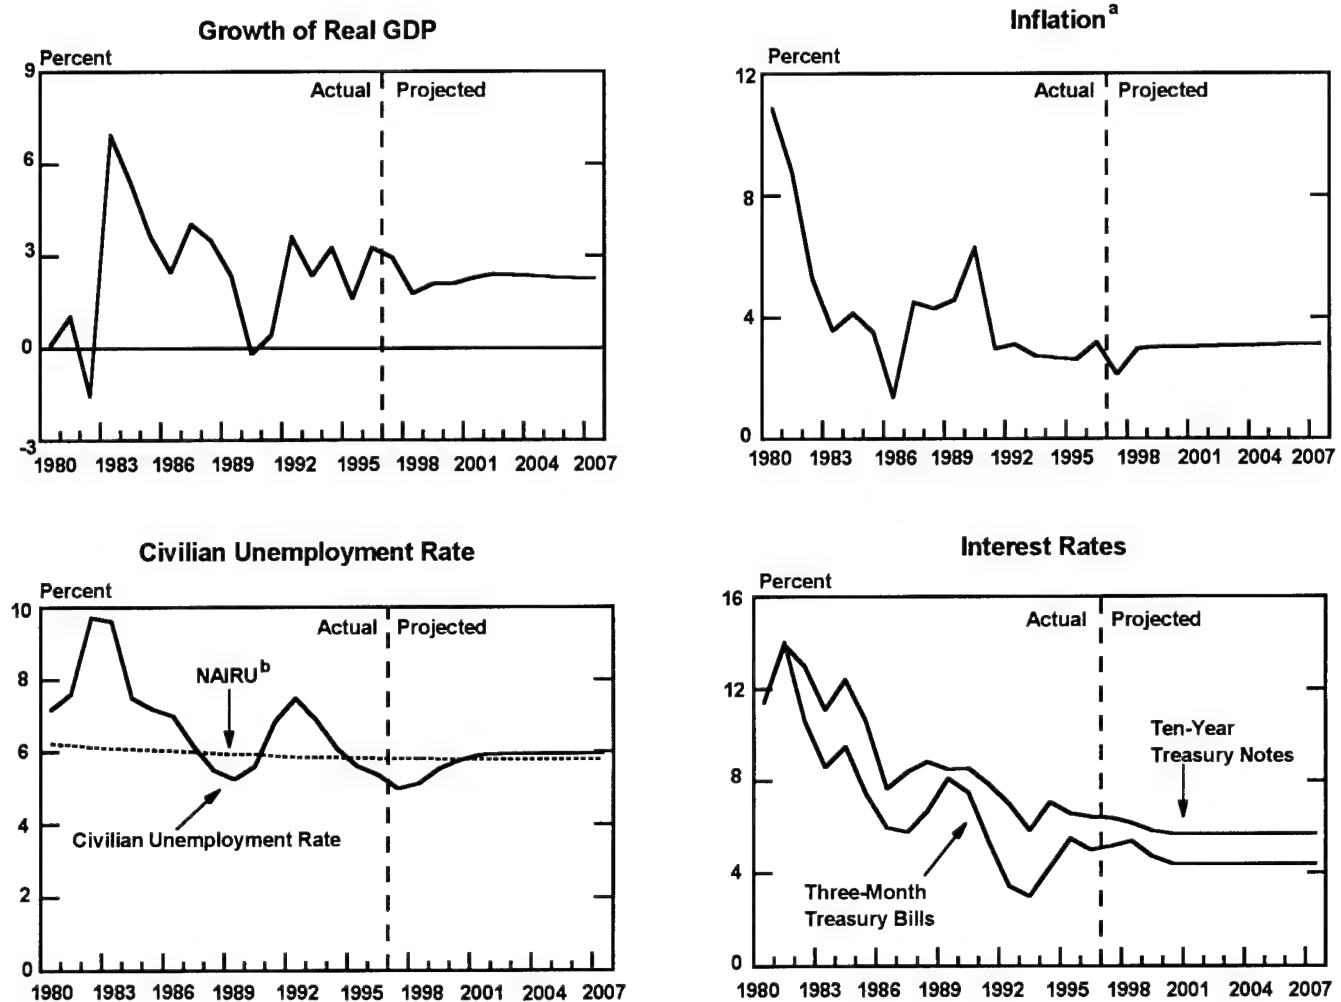 Growth of Real GDP
Percent
9
Actual
Projected
6
3
0
-3
1980 1983 1986 1989 1992 1995 1998 2001 2004 2007
Inflation a
Percent
12
Actual
Projected
8
4
0
1980 1983 1986 1989 1992 1995 1998 2001 2004 2007
Civilian Unemployment Rate
Percent
10
Actual
Projected
NAIRU b
8
6
4
Civilian Unemployment Rate
2
0
1980 1983 1986 1989 1992 1995 1998 2001 2004 2007
Interest Rates
Percent
16
Actual
Projected
12
Ten-Year
Treasury Notes
8
4
Three-Month
Treasury Bills
0
1980 1983 1986 1989 1992 1995 1998 2001 2004 2007